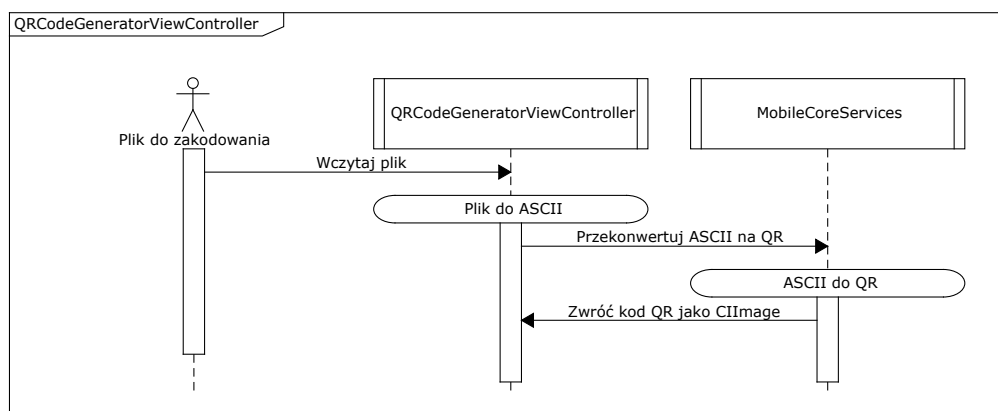 QRCodeGeneratorViewController
QRCodeGeneratorViewController
MobileCoreServices
Plik do zakodowania
Wczytaj plik
Plik do ASCII
Przekonwertuj ASCII na QR
ASCII do QR
Zwróć kod QR jako CIImage